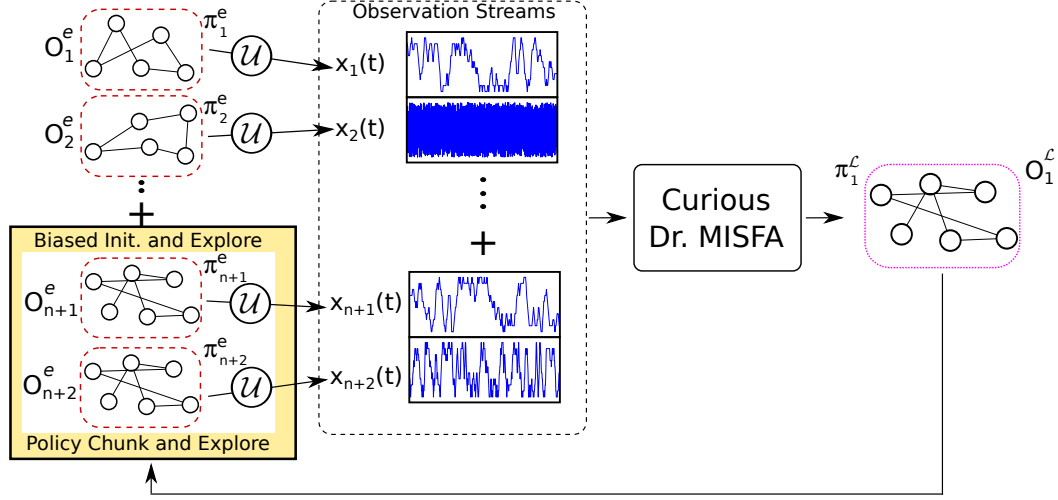 Observation Streams
O₁ᵉ
π₁ᵉ
𝒰
x₁(t)
O₂ᵉ
π₂ᵉ
𝒰
x₂(t)
+
+
Biased Init. and Explore
Oₙ₊₁ᵉ
πₙ₊₁ᵉ
𝒰
xₙ₊₁(t)
Oₙ₊₂ᵉ
πₙ₊₂ᵉ
𝒰
xₙ₊₂(t)
Policy Chunk and Explore
Curious
Dr. MISFA
π₁ᴸ
O₁ᴸ